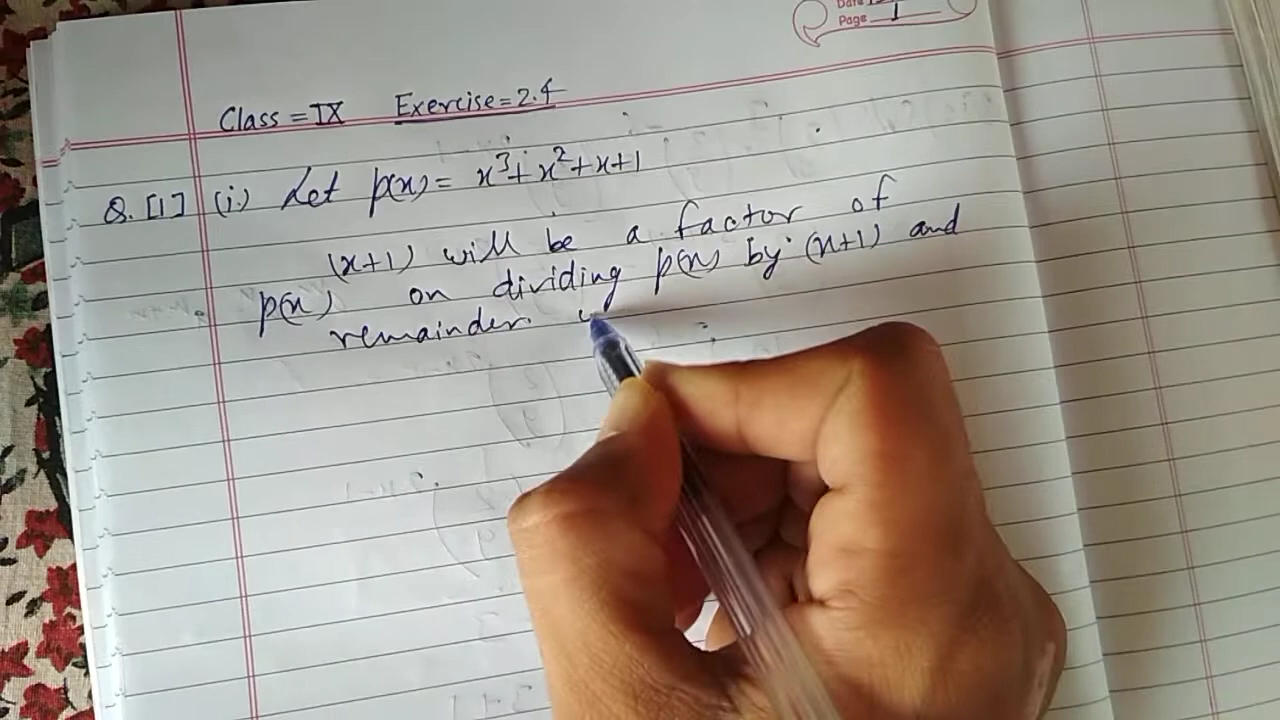 Date
Page 1
Class = IX Exercise = 2.4
Q. [1] (i.) Let p(x) = x³ + x² + x + 1
(x+1) will be a factor of
p(x) on dividing p(x) by (x+1) and
remainder